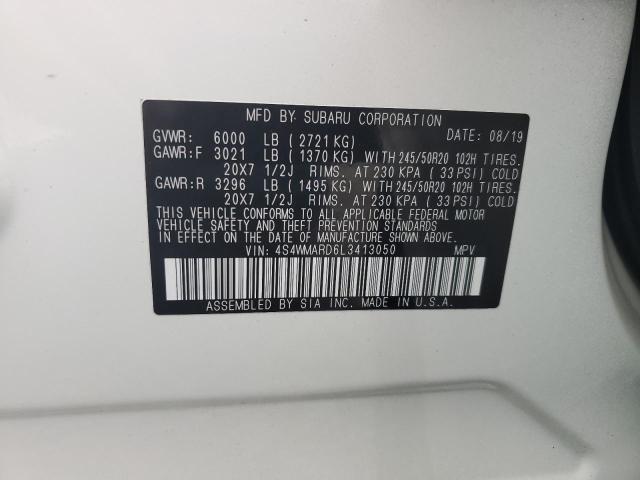 MFD BY: SUBARU CORPORATION
GVWR: 6000 LB (2721 KG) DATE: 08/19
GAWR:F 3021 LB (1370 KG) WITH 245/50R20 102H TIRES.
20X7 1/2J RIMS. AT 230 KPA (33 PSI) COLD
GAWR:R 3296 LB (1495 KG) WITH 245/50R20 102H TIRES.
20X7 1/2J RIMS. AT 230 KPA (33 PSI) COLD
THIS VEHICLE CONFORMS TO ALL APPLICABLE FEDERAL MOTOR
VEHICLE SAFETY AND THEFT PREVENTION STANDARDS IN EFFECT
ON THE DATE OF MANUFACTURE SHOWN ABOVE.
VIN: 4S4WMARD6L3413050 MPV
ASSEMBLED BY SIA INC. MADE IN U.S.A.